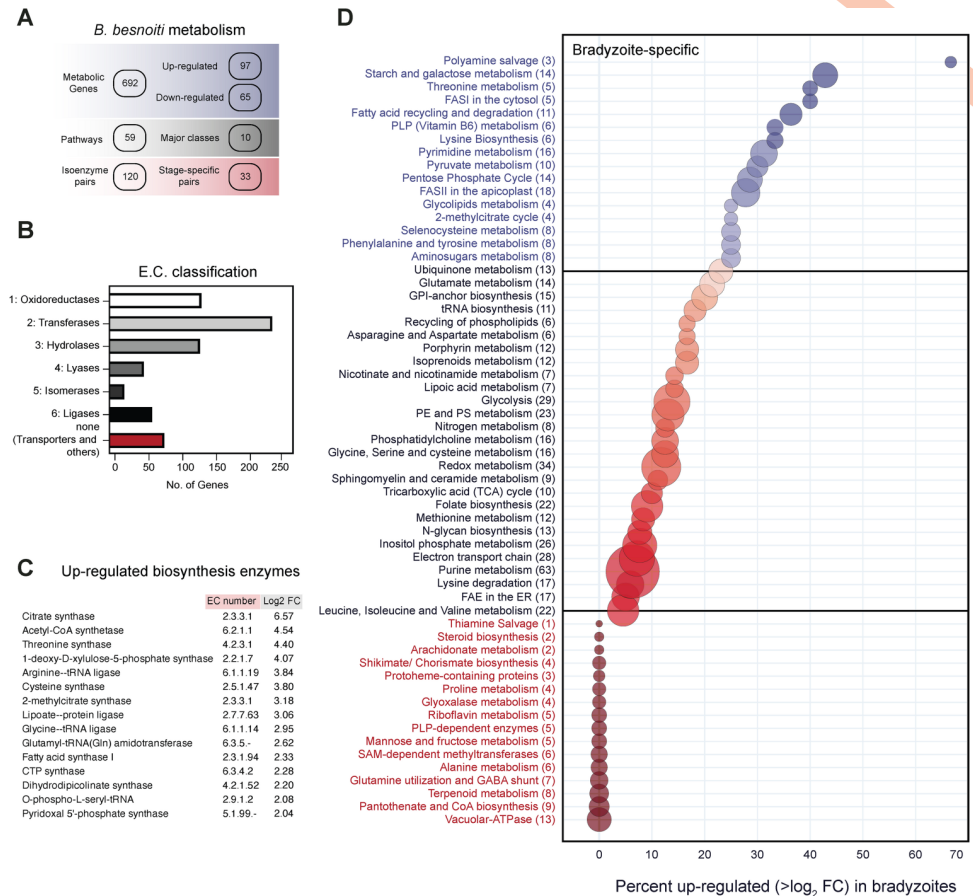 A
B. besnoiti metabolism
Metabolic
Genes
692
Up-regulated
97
Down-regulated
65
Pathways
59
Major classes
10
Isoenzyme
pairs
120
Stage-specific
pairs
33
B
E.C. classification
1: Oxidoreductases
2: Transferases
3: Hydrolases
4: Lyases
5: Isomerases
6: Ligases
none
(Transporters and
others)
0 50 100 150 200 250
No. of Genes
C
Up-regulated biosynthesis enzymes
EC number Log2 FC
Citrate synthase 2.3.3.1 6.57
Acetyl-CoA synthetase 6.2.1.1 4.54
Threonine synthase 4.2.3.1 4.40
1-deoxy-D-xylulose-5-phosphate synthase 2.2.1.7 4.07
Arginine--tRNA ligase 6.1.1.19 3.84
Cysteine synthase 2.5.1.47 3.80
2-methylcitrate synthase 2.3.3.1 3.18
Lipoate--protein ligase 2.7.7.63 3.06
Glycine--tRNA ligase 6.1.1.14 2.95
Glutamyl-tRNA(Gln) amidotransferase 6.3.5.- 2.62
Fatty acid synthase I 2.3.1.94 2.33
CTP synthase 6.3.4.2 2.28
Dihydrodipicolinate synthase 4.2.1.52 2.20
O-phospho-L-seryl-tRNA 2.9.1.2 2.08
Pyridoxal 5'-phosphate synthase 5.1.99.- 2.04
D
Bradyzoite-specific
Polyamine salvage (3)
Starch and galactose metabolism (14)
Threonine metabolism (5)
FASI in the cytosol (5)
Fatty acid recycling and degradation (11)
PLP (Vitamin B6) metabolism (6)
Lysine Biosynthesis (6)
Pyrimidine metabolism (16)
Pyruvate metabolism (10)
Pentose Phosphate Cycle (14)
FASII in the apicoplast (18)
Glycolipids metabolism (4)
2-methylcitrate cycle (4)
Selenocysteine metabolism (8)
Phenylalanine and tyrosine metabolism (8)
Aminosugars metabolism (8)
Ubiquinone metabolism (13)
Glutamate metabolism (14)
GPI-anchor biosynthesis (15)
tRNA biosynthesis (11)
Recycling of phospholipids (6)
Asparagine and Aspartate metabolism (6)
Porphyrin metabolism (12)
Isoprenoids metabolism (12)
Nicotinate and nicotinamide metabolism (7)
Lipoic acid metabolism (7)
Glycolysis (29)
PE and PS metabolism (23)
Nitrogen metabolism (8)
Phosphatidylcholine metabolism (16)
Glycine, Serine and cysteine metabolism (16)
Redox metabolism (34)
Sphingomyelin and ceramide metabolism (9)
Tricarboxylic acid (TCA) cycle (10)
Folate biosynthesis (22)
Methionine metabolism (12)
N-glycan biosynthesis (13)
Inositol phosphate metabolism (26)
Electron transport chain (28)
Purine metabolism (63)
Lysine degradation (17)
FAE in the ER (17)
Leucine, Isoleucine and Valine metabolism (22)
Thiamine Salvage (1)
Steroid biosynthesis (2)
Arachidonate metabolism (2)
Shikimate/ Chorismate biosynthesis (4)
Protoheme-containing proteins (3)
Proline metabolism (4)
Glyoxalase metabolism (4)
Riboflavin metabolism (5)
PLP-dependent enzymes (5)
Mannose and fructose metabolism (5)
SAM-dependent methyltransferases (6)
Alanine metabolism (6)
Glutamine utilization and GABA shunt (7)
Terpenoid metabolism (8)
Pantothenate and CoA biosynthesis (9)
Vacuolar-ATPase (13)
0 10 20 30 40 50 60 70
Percent up-regulated (>log2 FC) in bradyzoites